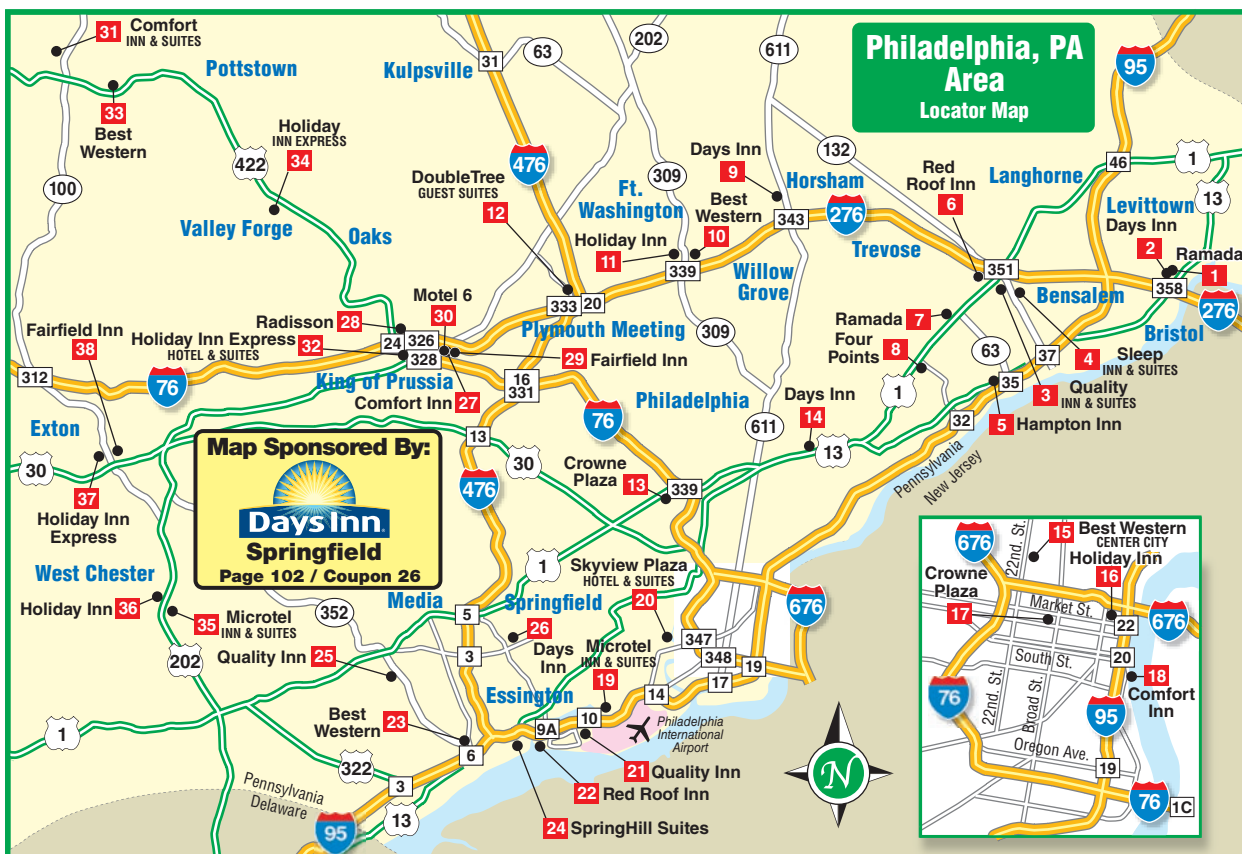 Philadelphia, PA
Area
Locator Map
31 Comfort
INN & SUITES
Pottstown
33
Best
Western
422
Holiday
INN EXPRESS
34
100
Valley Forge
Oaks
Kulpsville
31
63
202
611
476
309
132
95
DoubleTree
GUEST SUITES
12
Ft.
Washington
Days Inn
9
Horsham
Best
Western
10
Holiday Inn
11
343
276
339
Willow
Grove
Trevose
Red
Roof Inn
6
Langhorne
46
1
13
Levittown
Days Inn
2
Ramada
1
351
358
Bensalem
276
Bristol
333
20
Plymouth Meeting
309
Motel 6
30
Radisson 28
24
326
328
Fairfield Inn
38
Holiday Inn Express 32
HOTEL & SUITES
29 Fairfield Inn
King of Prussia
Comfort Inn 27
312
76
16
331
76
Ramada 7
Four
Points 8
63
37
4 Sleep
INN & SUITES
3 Quality
INN & SUITES
35
5 Hampton Inn
1
32
Philadelphia
Days Inn
14
611
13
Pennsylvania
New Jersey
Exton
30
37
Holiday Inn
Express
Map Sponsored By:
Days Inn
Springfield
Page 102 / Coupon 26
13
30
476
Crowne
Plaza 13
339
1
West Chester
Holiday Inn 36
35 Microtel
INN & SUITES
202
Quality Inn 25
352
Media
5
Springfield
3
26
Days
Inn
Skyview Plaza
HOTEL & SUITES
20
Microtel
INN & SUITES
19
347
348
676
19
17
14
Essington
10
9A
Philadelphia
International
Airport
Best
Western 23
6
21 Quality Inn
22 Red Roof Inn
24 SpringHill Suites
1
322
3
13
Pennsylvania
Delaware
95
N
676
22nd. St.
15 Best Western
CENTER CITY
Holiday Inn
16
Crowne
Plaza
17
Market St.
22
676
South St.
20
18
Comfort
Inn
76
22nd. St.
Broad St.
95
Oregon Ave.
19
76
1C